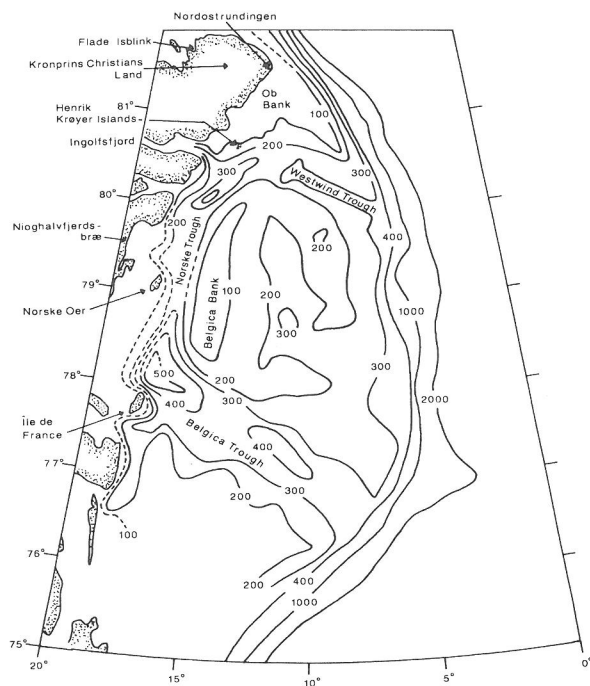 Nordostrundingen
Flade Isblink
Kronprins Christians
Land
Ob
Bank
Henrik
Krøyer Islands
81°
100
Ingolfsfjord
200
300
300
Westwind Trough
80°
200
Nioghalvfjerds-
bræ
Norske Trough
400
200
79°
Belgica Bank
100
200
Norske Oer
1000
300
78°
500
200
300
2000
400
300
Île de
France
Belgica Trough
400
77°
200
300
100
76°
200
400
1000
75°
20°
15°
10°
5°
0°